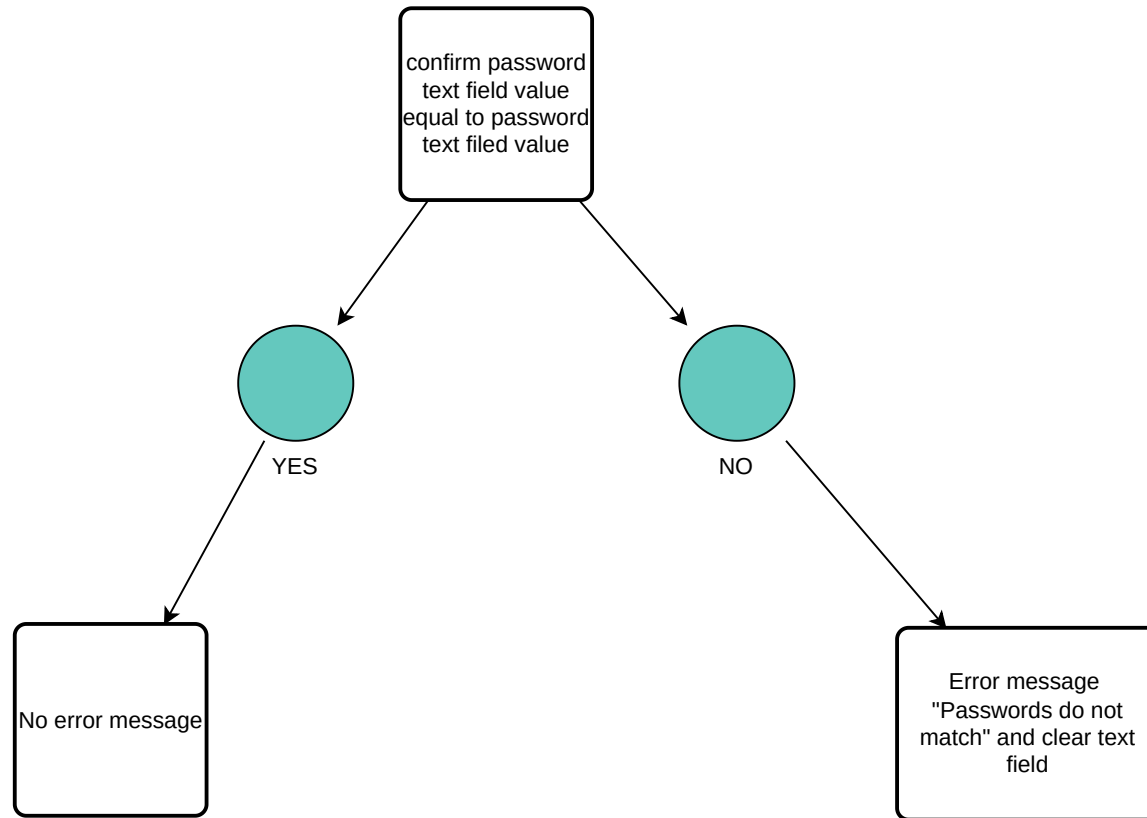 confirm password
text field value
equal to password
text filed value
YES
NO
No error message
Error message
"Passwords do not
match" and clear text
field